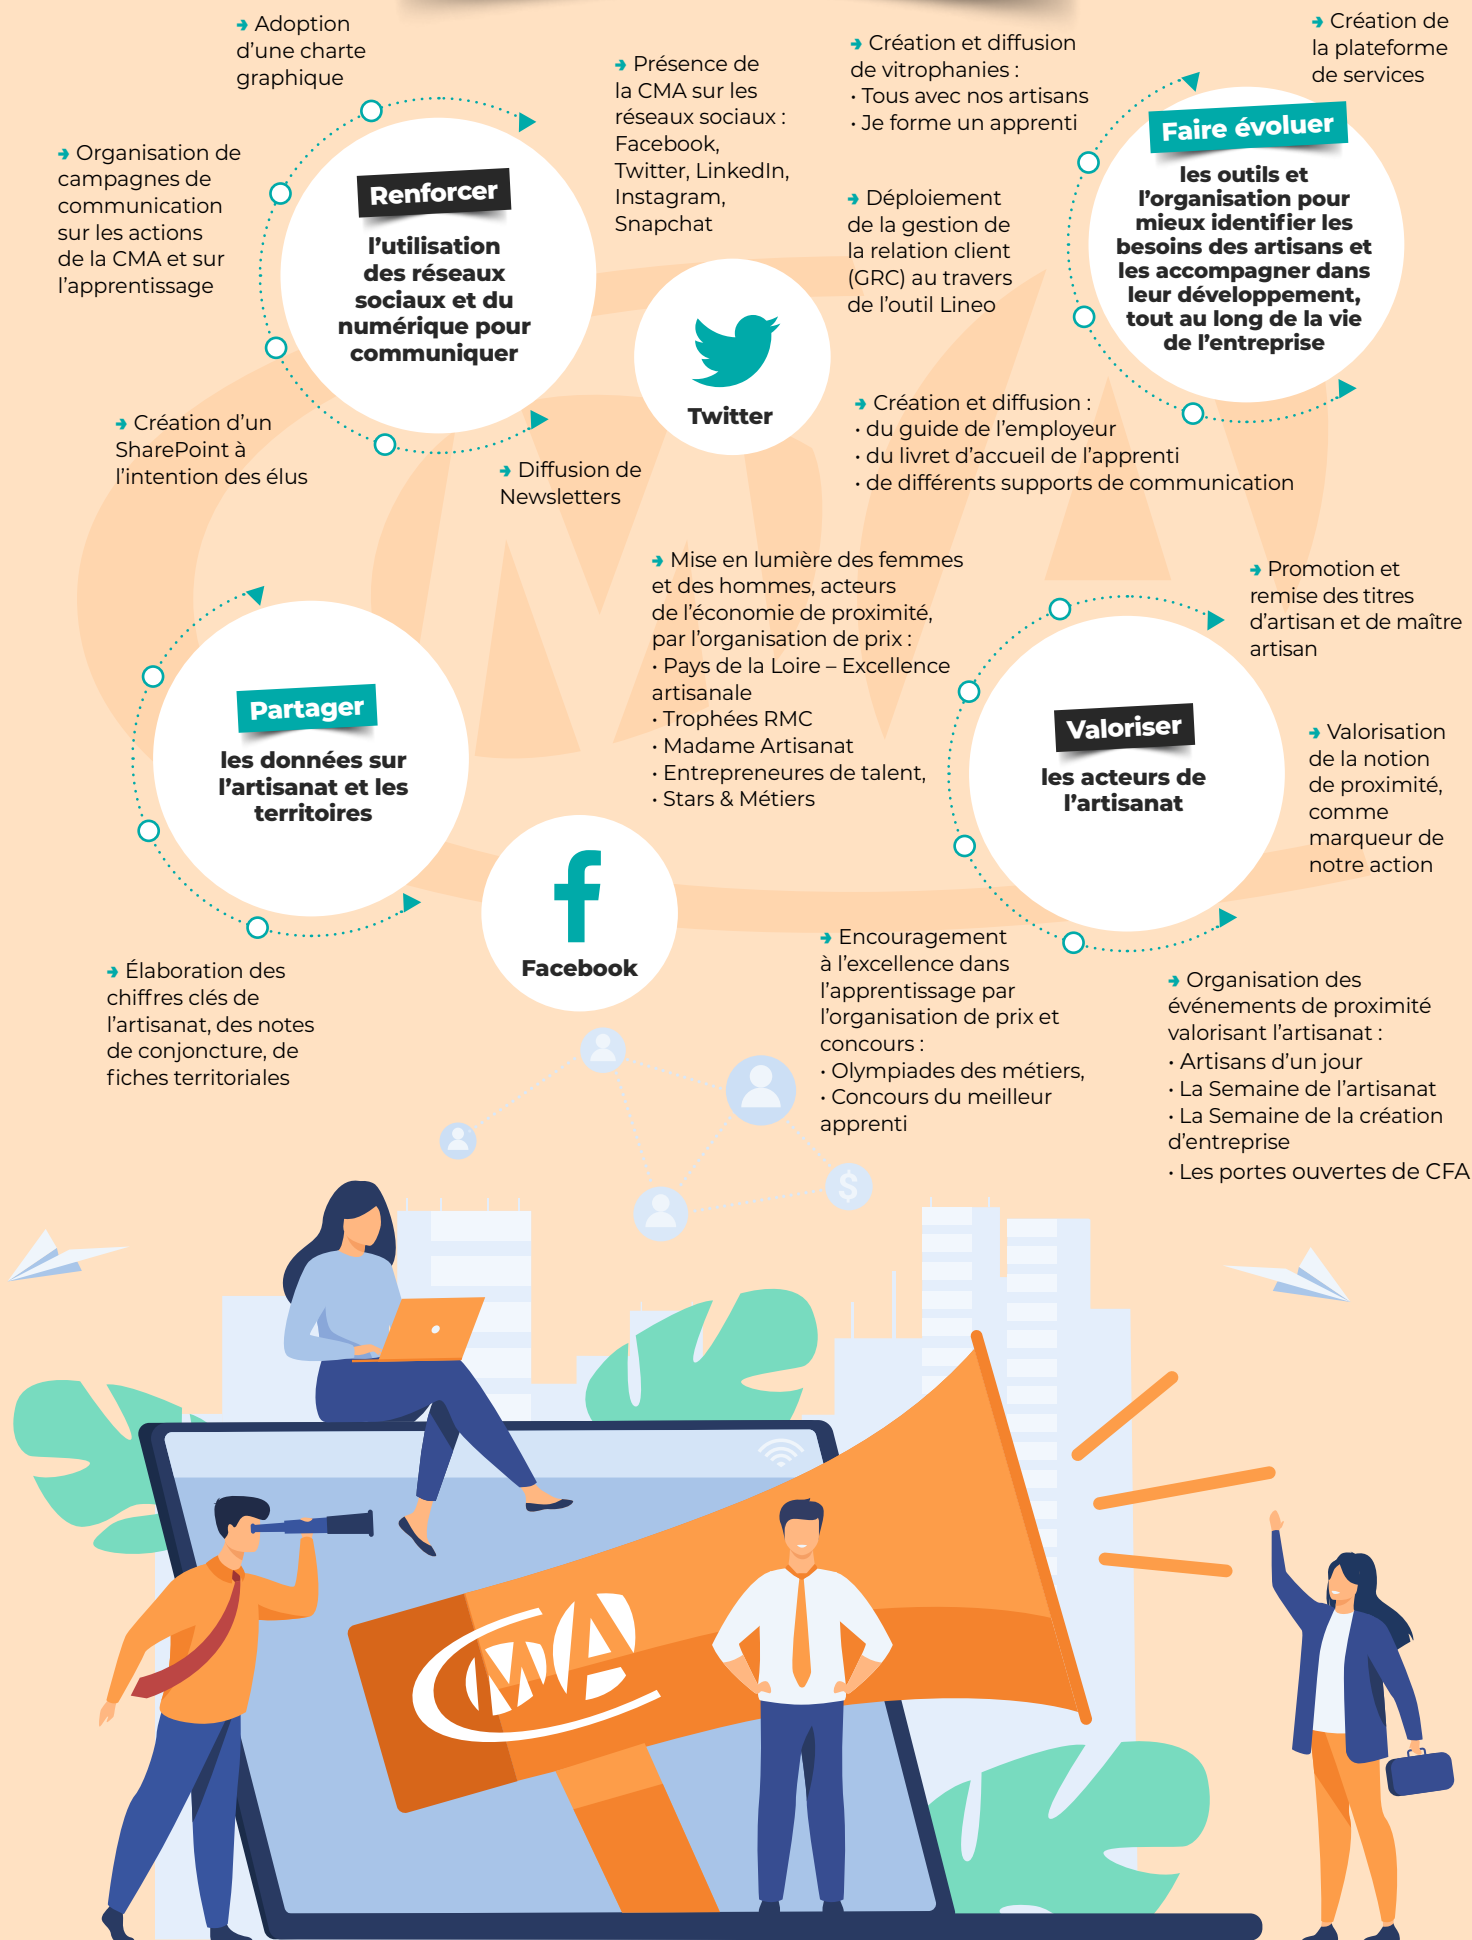 ➜ Adoption
d'une charte
graphique
➜ Organisation de
campagnes de
communication
sur les actions
de la CMA et sur
l'apprentissage
Renforcer
l'utilisation
des réseaux
sociaux et du
numérique pour
communiquer
➜ Présence de
la CMA sur les
réseaux sociaux :
Facebook,
Twitter, LinkedIn,
Instagram,
Snapchat
➜ Création d'un
SharePoint à
l'intention des élus
➜ Diffusion de
Newsletters
Twitter
➜ Création et diffusion
de vitrophanies :
• Tous avec nos artisans
• Je forme un apprenti
➜ Création de
la plateforme
de services
Faire évoluer
les outils et
l'organisation pour
mieux identifier les
besoins des artisans et
les accompagner dans
leur développement,
tout au long de la vie
de l'entreprise
➜ Déploiement
de la gestion de
la relation client
(GRC) au travers
de l'outil Lineo
➜ Création et diffusion :
• du guide de l'employeur
• du livret d'accueil de l'apprenti
• de différents supports de communication
Partager
les données sur
l'artisanat et les
territoires
➜ Élaboration des
chiffres clés de
l'artisanat, des notes
de conjoncture, de
fiches territoriales
Facebook
➜ Mise en lumière des femmes
et des hommes, acteurs
de l'économie de proximité,
par l'organisation de prix :
• Pays de la Loire – Excellence
artisanale
• Trophées RMC
• Madame Artisanat
• Entrepreneures de talent,
• Stars & Métiers
➜ Promotion et
remise des titres
d'artisan et de maître
artisan
Valoriser
les acteurs de
l'artisanat
➜ Valorisation
de la notion
de proximité,
comme
marqueur de
notre action
➜ Encouragement
à l'excellence dans
l'apprentissage par
l'organisation de prix et
concours :
• Olympiades des métiers,
• Concours du meilleur
apprenti
➜ Organisation des
événements de proximité
valorisant l'artisanat :
• Artisans d'un jour
• La Semaine de l'artisanat
• La Semaine de la création
d'entreprise
• Les portes ouvertes de CFA
$
CMA